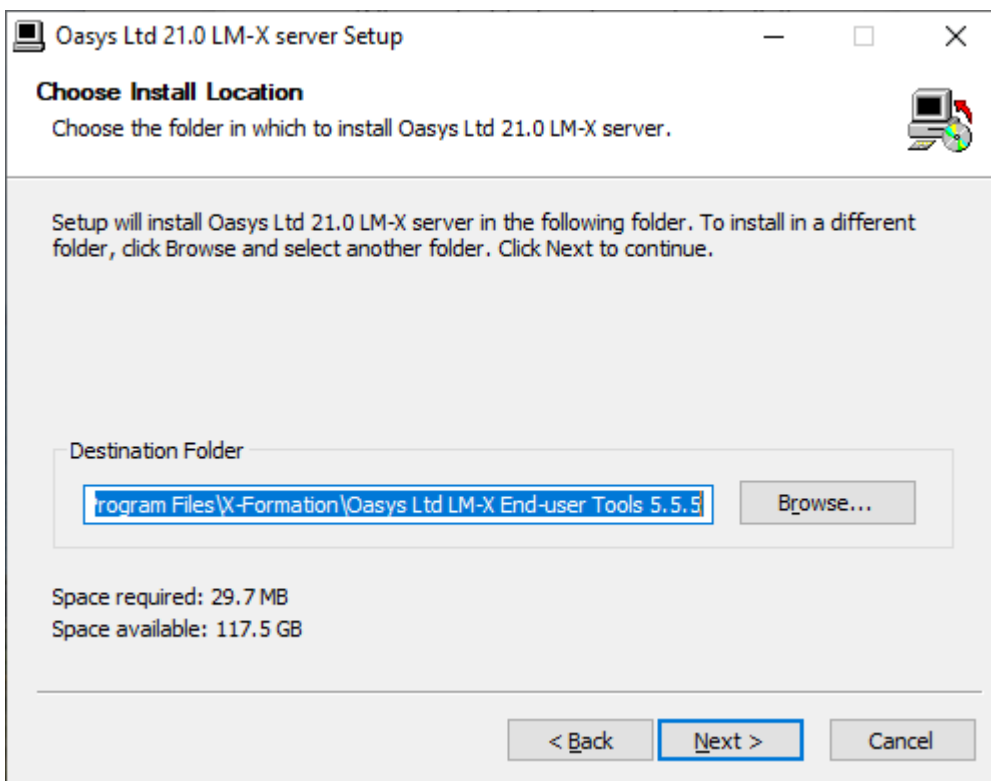 Oasys Ltd 21.0 LM-X server Setup
Choose Install Location
Choose the folder in which to install Oasys Ltd 21.0 LM-X server.
Setup will install Oasys Ltd 21.0 LM-X server in the following folder. To install in a different
folder, click Browse and select another folder. Click Next to continue.
Destination Folder
rogram Files\X-Formation\Oasys Ltd LM-X End-user Tools 5.5.5
Browse...
Space required: 29.7 MB
Space available: 117.5 GB
< Back
Next >
Cancel